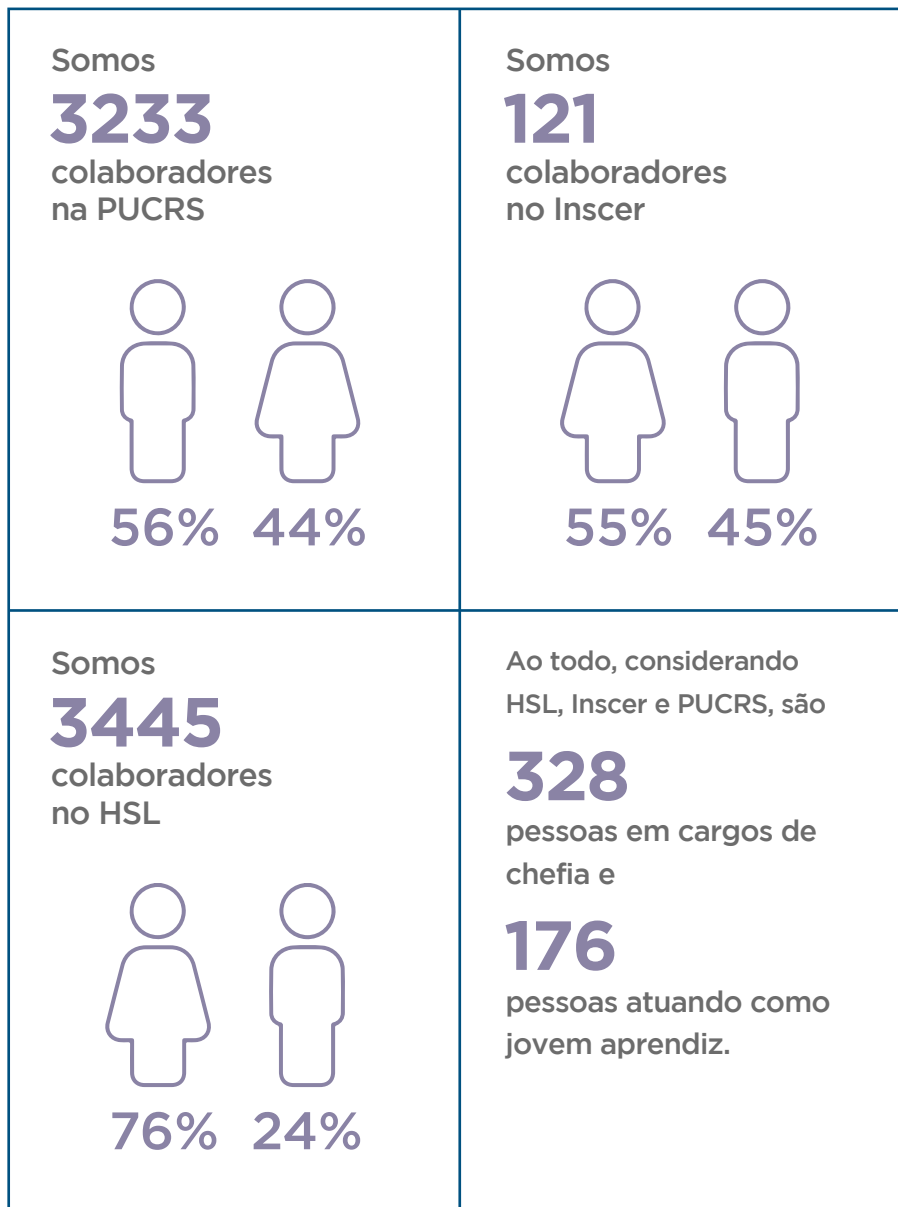 Somos
3233
colaboradores
na PUCRS
56% 44%
Somos
121
colaboradores
no Inscer
55% 45%
Somos
3445
colaboradores
no HSL
76% 24%
Ao todo, considerando
HSL, Inscer e PUCRS, são
328
pessoas em cargos de
chefia e
176
pessoas atuando como
jovem aprendiz.